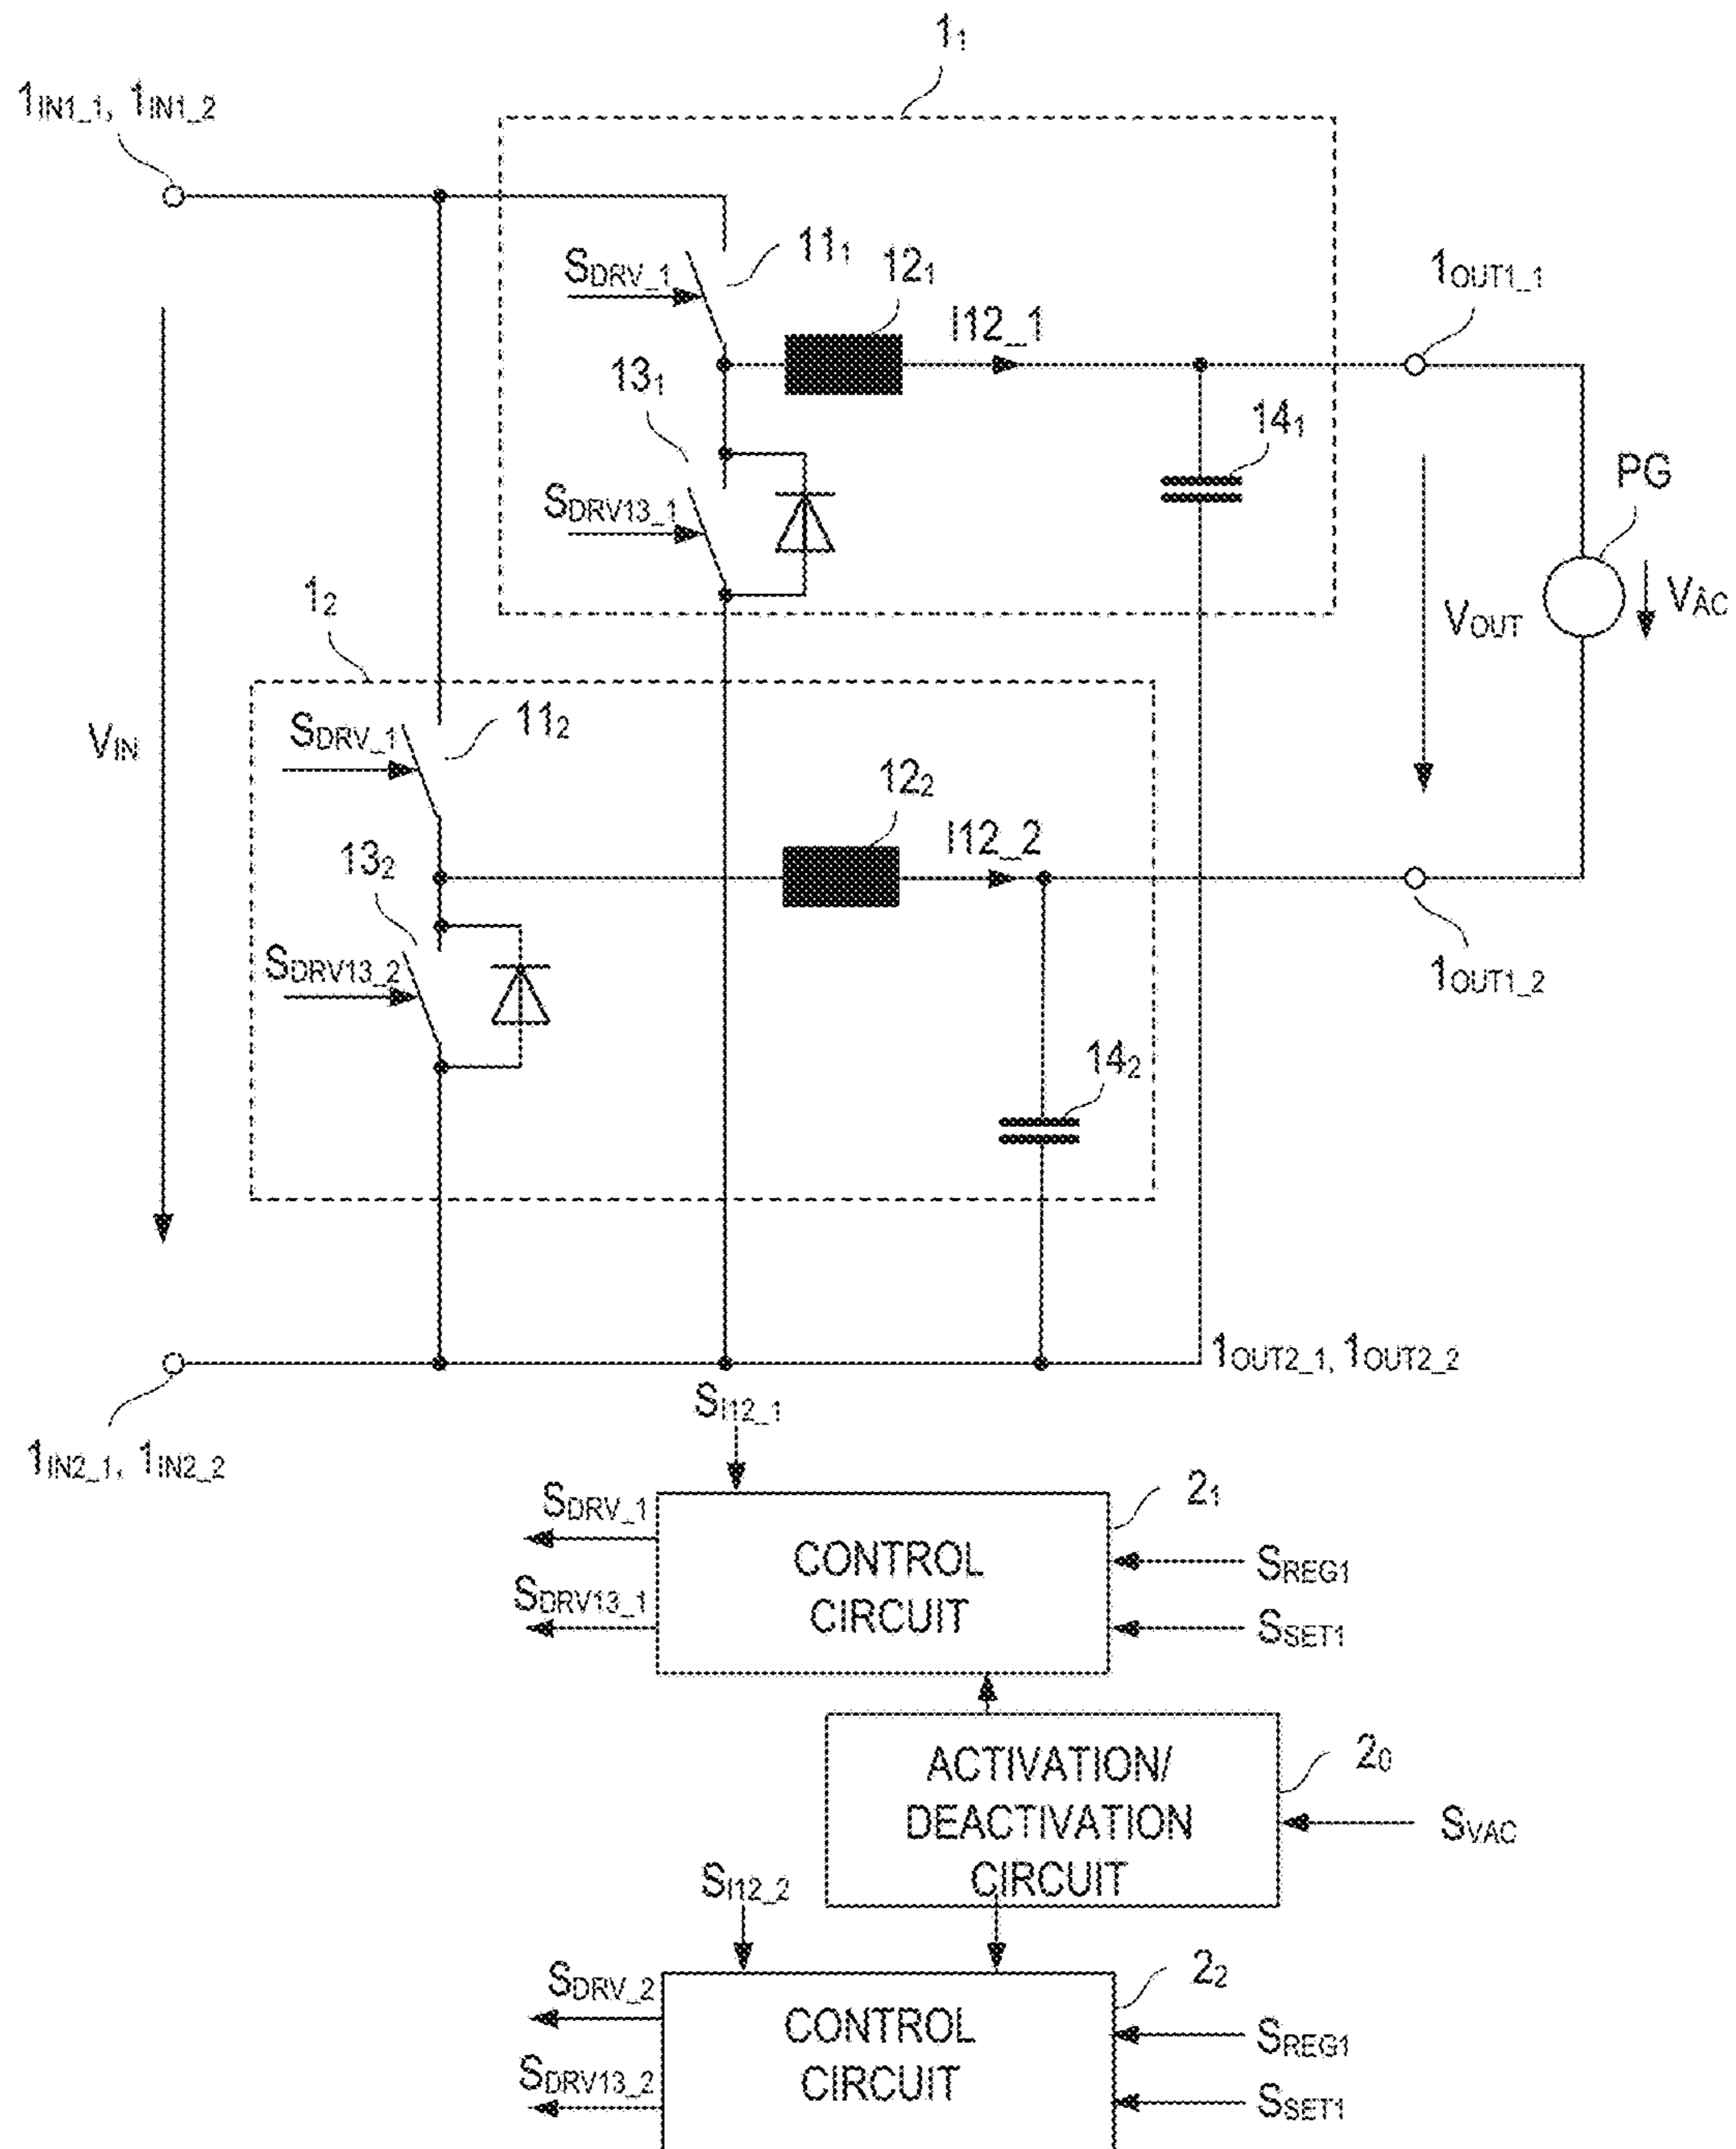 1₁
1IN1_1, 1IN1_2
SDRV_1
11₁
12₁
I12_1
1OUT1_1
13₁
14₁
PG
SDRV13_1
1₂
VOUT
VAC
SDRV_1
11₂
VIN
12₂
I12_2
13₂
SDRV13_2
1OUT1_2
14₂
1OUT2_1, 1OUT2_2
SI12_1
1IN2_1, 1IN2_2
2₁
SDRV_1
CONTROL
CIRCUIT
SREG1
SDRV13_1
SSET1
ACTIVATION/
DEACTIVATION
CIRCUIT
2₀
SVAC
SI12_2
2₂
SDRV_2
CONTROL
CIRCUIT
SREG1
SDRV13_2
SSET1